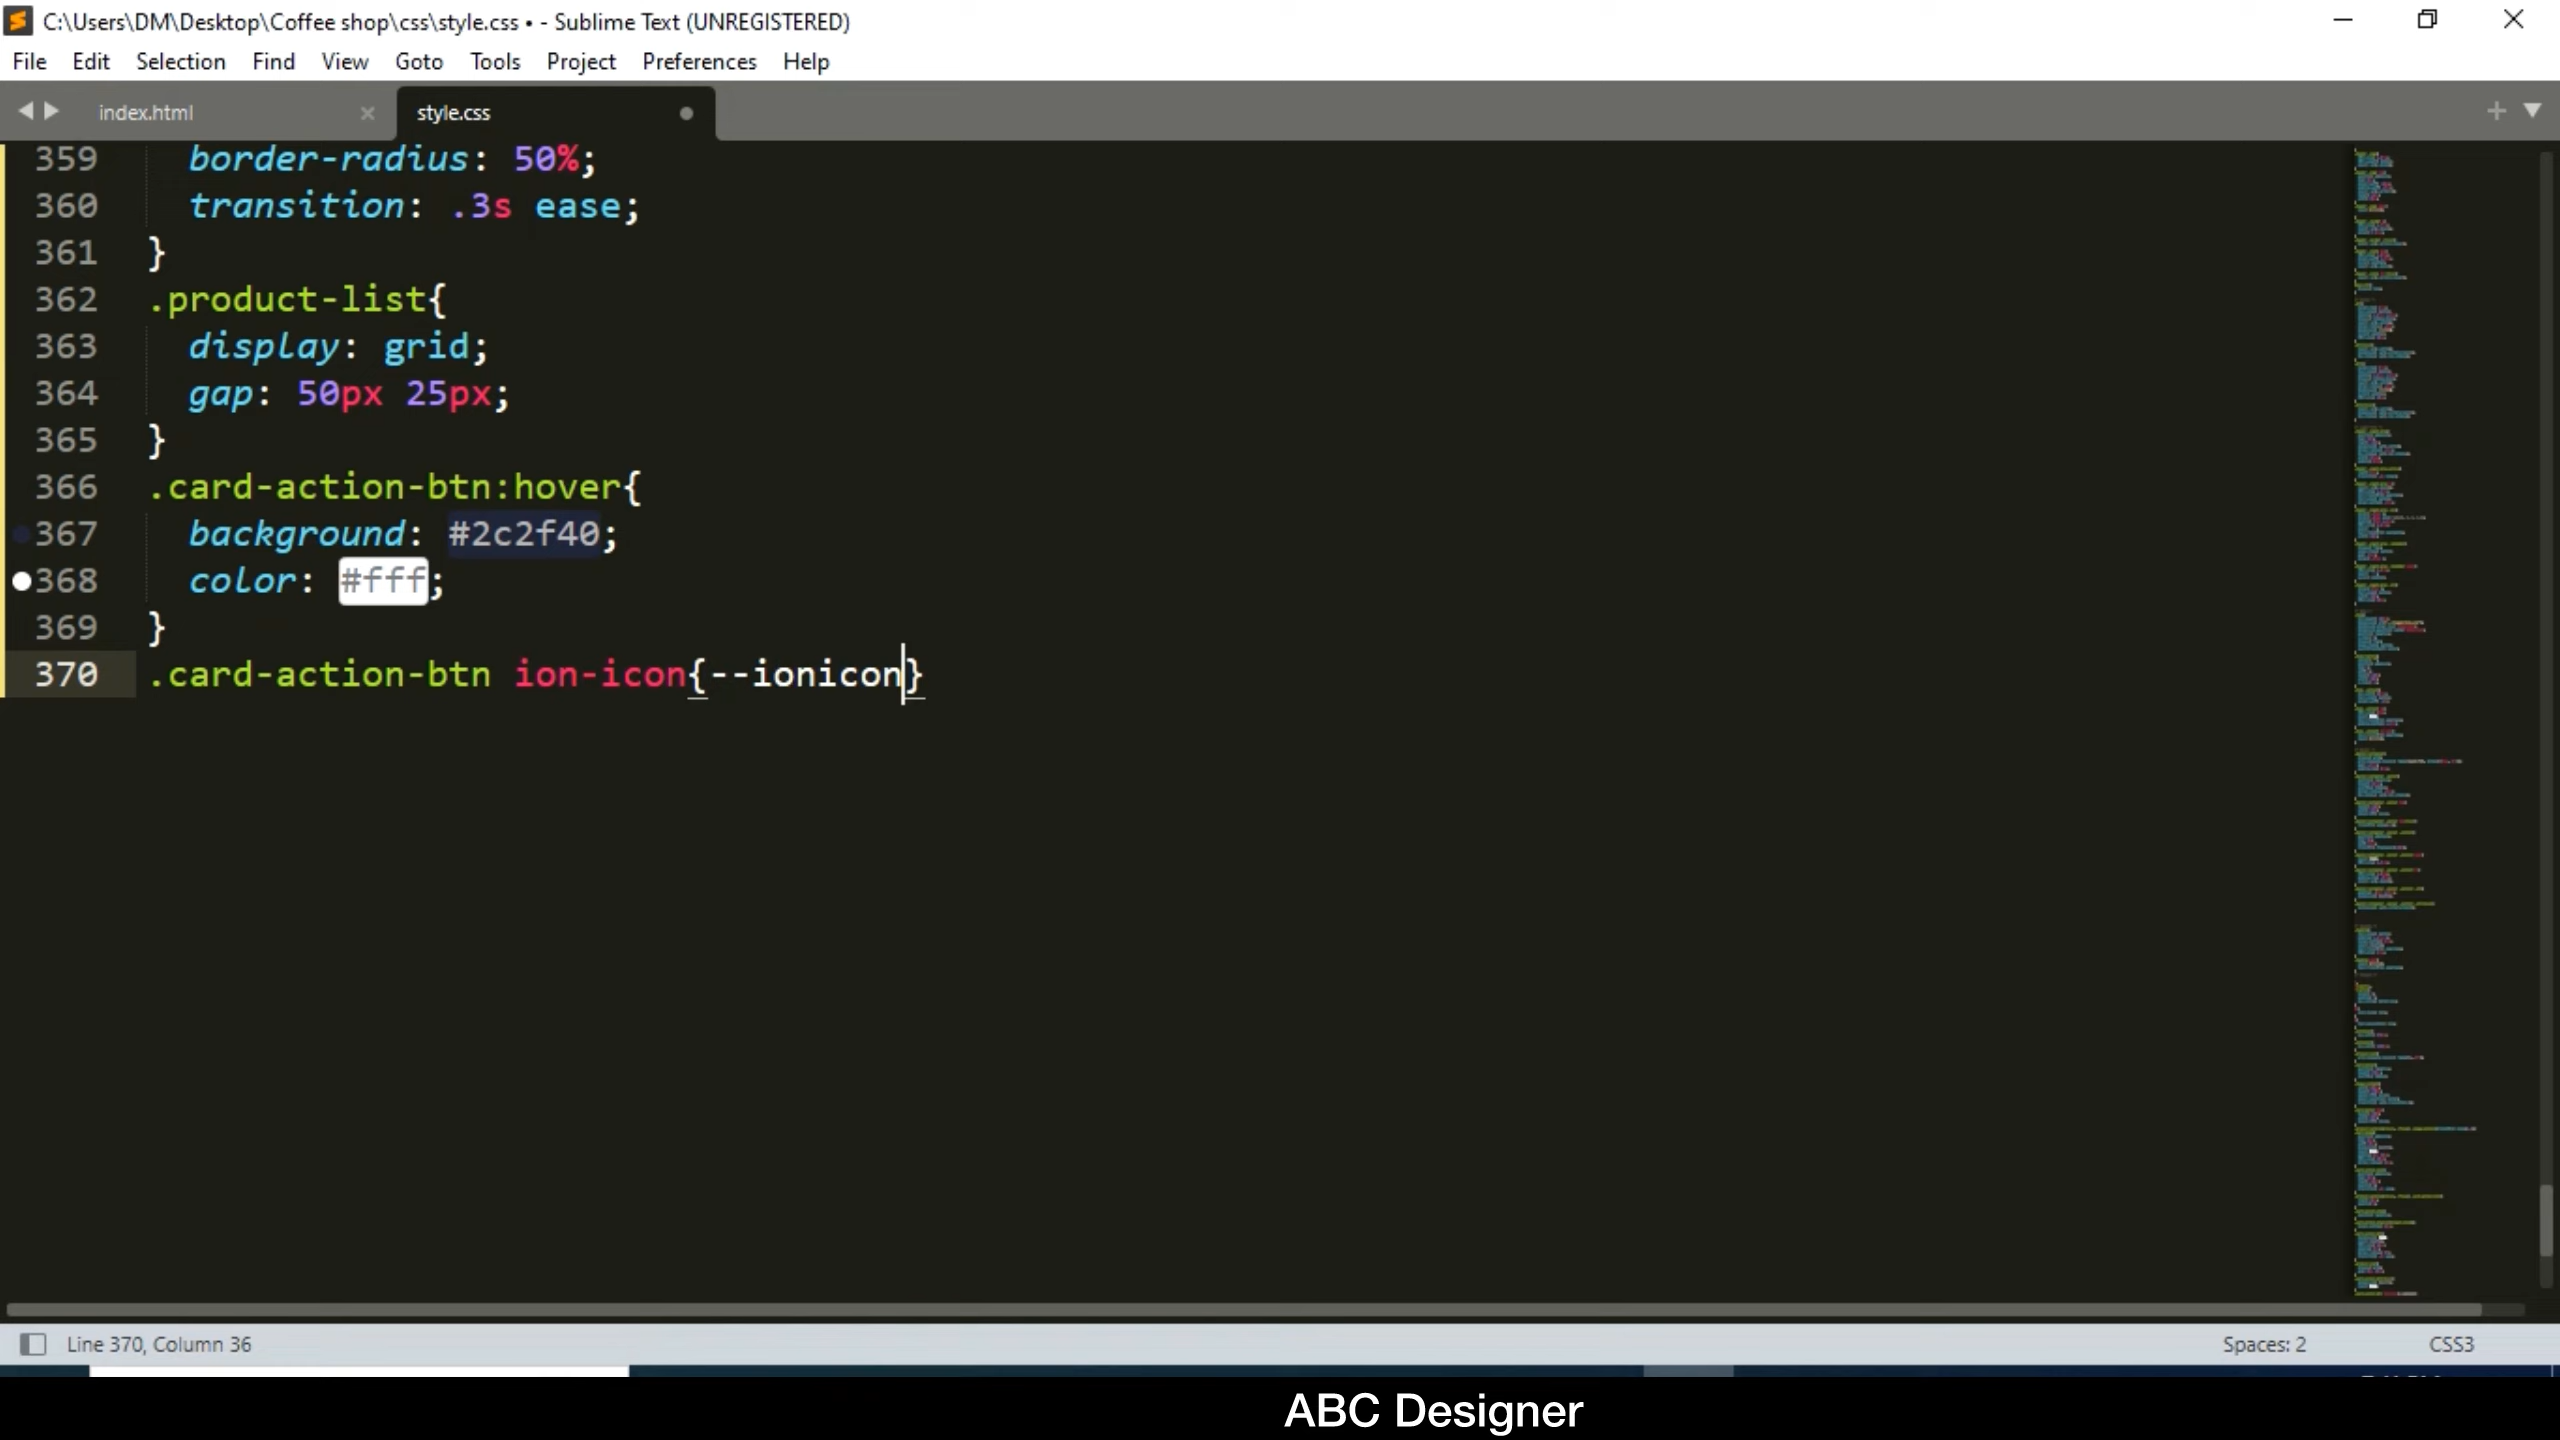 C:\Users\DM\Desktop\Coffee shop\css\style.css • - Sublime Text (UNREGISTERED)
File Edit Selection Find View Goto Tools Project Preferences Help
index.html style.css
359 border-radius: 50%;
360 transition: .3s ease;
361 }
362 .product-list{
363 display: grid;
364 gap: 50px 25px;
365 }
366 .card-action-btn:hover{
367 background: #2c2f40;
368 color: #fff;
369 }
370 .card-action-btn ion-icon{--ionicon}
Line 370, Column 36 Spaces: 2 CSS3
ABC Designer